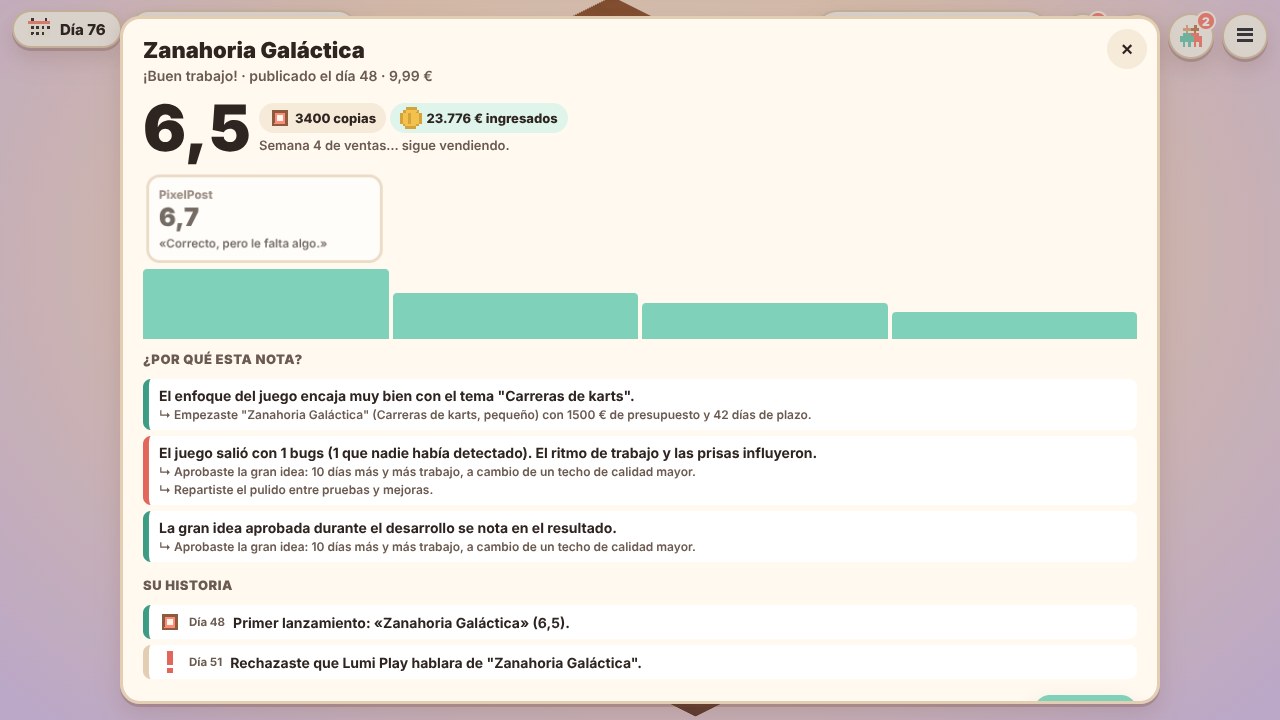 Día 76
2
Zanahoria Galáctica
×
¡Buen trabajo! · publicado el día 48 · 9,99 €
6,5
3400 copias
23.776 € ingresados
Semana 4 de ventas... sigue vendiendo.
PixelPost
6,7
«Correcto, pero le falta algo.»
¿POR QUÉ ESTA NOTA?
El enfoque del juego encaja muy bien con el tema "Carreras de karts".
↳ Empezaste "Zanahoria Galáctica" (Carreras de karts, pequeño) con 1500 € de presupuesto y 42 días de plazo.
El juego salió con 1 bugs (1 que nadie había detectado). El ritmo de trabajo y las prisas influyeron.
↳ Aprobaste la gran idea: 10 días más y más trabajo, a cambio de un techo de calidad mayor.
↳ Repartiste el pulido entre pruebas y mejoras.
La gran idea aprobada durante el desarrollo se nota en el resultado.
↳ Aprobaste la gran idea: 10 días más y más trabajo, a cambio de un techo de calidad mayor.
SU HISTORIA
Día 48 Primer lanzamiento: «Zanahoria Galáctica» (6,5).
Día 51 Rechazaste que Lumi Play hablara de "Zanahoria Galáctica".